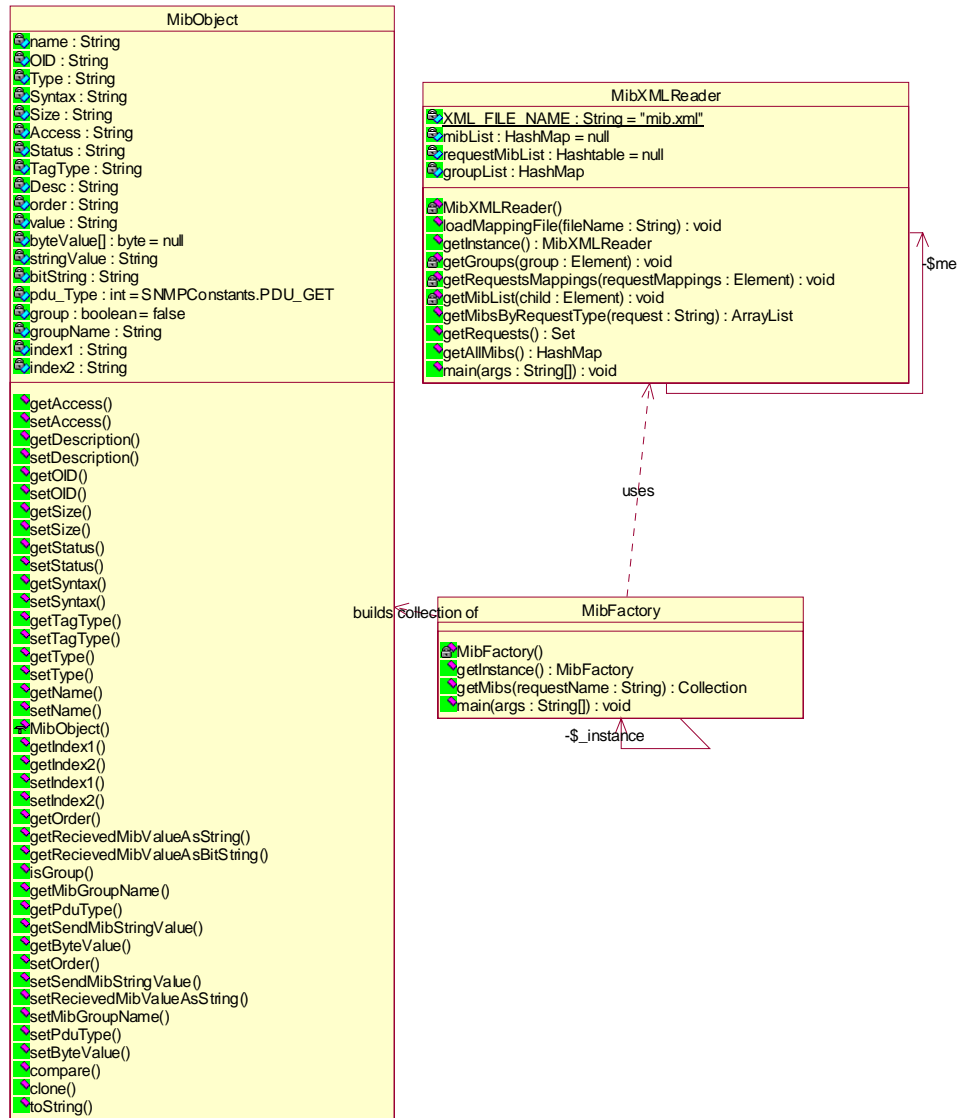 MibObject
name : String
OID : String
Type : String
Syntax : String
Size : String
Access : String
Status : String
TagType : String
Desc : String
order : String
value : String
byteValue[] : byte = null
stringValue : String
bitString : String
pdu_Type : int = SNMPConstants.PDU_GET
group : boolean = false
groupName : String
index1 : String
index2 : String
getAccess()
setAccess()
getDescription()
setDescription()
getOID()
setOID()
getSize()
setSize()
getStatus()
setStatus()
getSyntax()
setSyntax()
getTagType()
setTagType()
getType()
setType()
getName()
setName()
MibObject()
getIndex1()
getIndex2()
setIndex1()
setIndex2()
getOrder()
getRecievedMibValueAsString()
getRecievedMibValueAsBitString()
isGroup()
getMibGroupName()
getPduType()
getSendMibStringValue()
getByteValue()
setOrder()
setSendMibStringValue()
setRecievedMibValueAsString()
setMibGroupName()
setPduType()
setByteValue()
compare()
clone()
toString()
MibXMLReader
XML_FILE_NAME : String = "mib.xml"
mibList : HashMap = null
requestMibList : Hashtable = null
groupList : HashMap
MibXMLReader()
loadMappingFile(fileName : String) : void
getInstance() : MibXMLReader
getGroups(group : Element) : void
getRequestsMappings(requestMappings : Element) : void
getMibList(child : Element) : void
getMibsByRequestType(request : String) : ArrayList
getRequests() : Set
getAllMibs() : HashMap
main(args : String[]) : void
-$me
uses
builds collection of
MibFactory
MibFactory()
getInstance() : MibFactory
getMibs(requestName : String) : Collection
main(args : String[]) : void
-$_instance